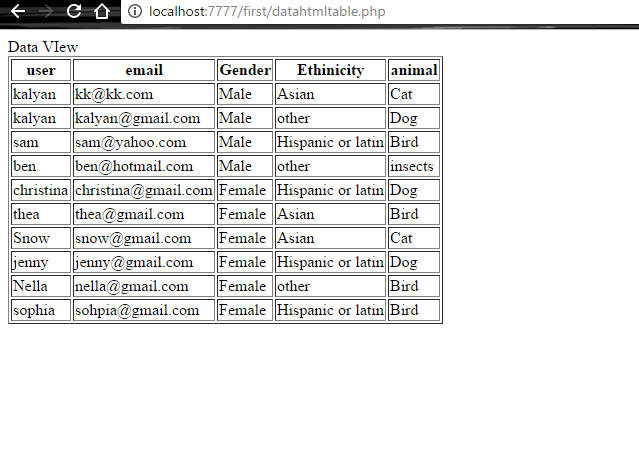 localhost:7777/first/datahtmltable.php
Data VIew
user email Gender Ethinicity animal
kalyan kk@kk.com Male Asian Cat
kalyan kalyan@gmail.com Male other Dog
sam sam@yahoo.com Male Hispanic or latin Bird
ben ben@hotmail.com Male other insects
christina christina@gmail.com Female Hispanic or latin Dog
thea thea@gmail.com Female Asian Bird
Snow snow@gmail.com Female Asian Cat
jenny jenny@gmail.com Female Hispanic or latin Dog
Nella nella@gmail.com Female other Bird
sophia sohpia@gmail.com Female Hispanic or latin Bird